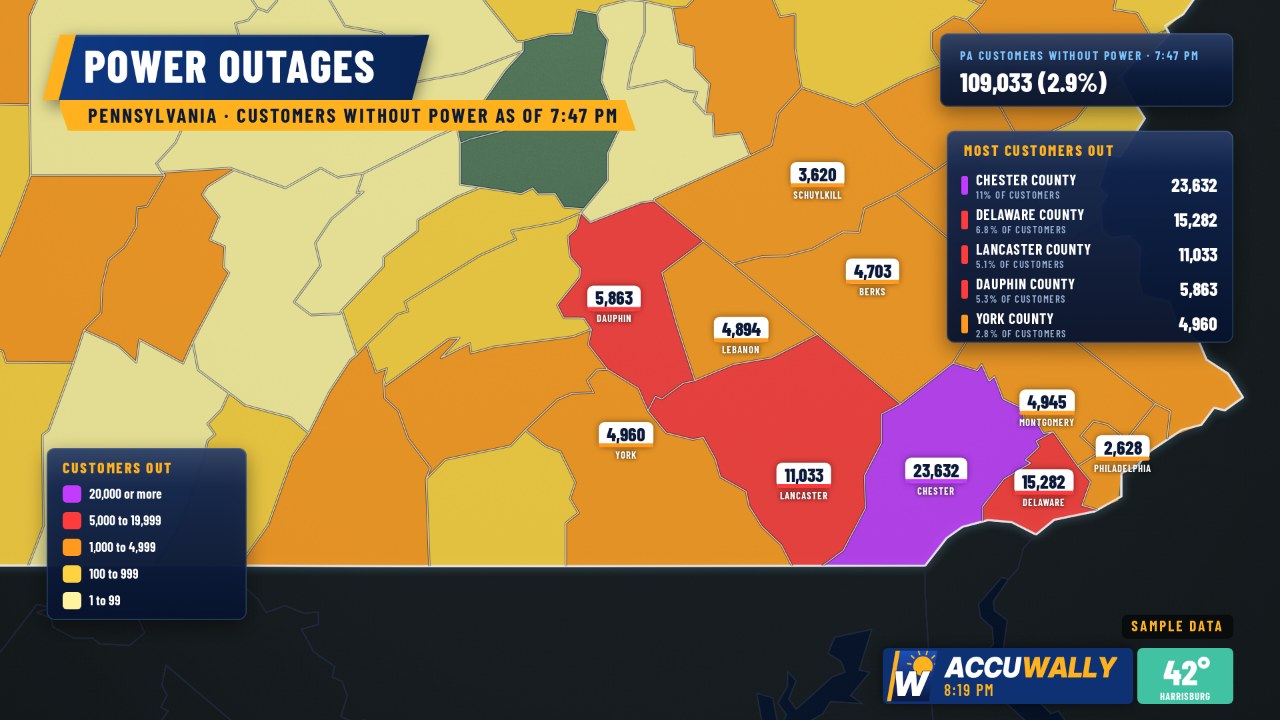 POWER OUTAGES
PENNSYLVANIA · CUSTOMERS WITHOUT POWER AS OF 7:47 PM
PA CUSTOMERS WITHOUT POWER · 7:47 PM
109,033 (2.9%)
MOST CUSTOMERS OUT
CHESTER COUNTY 23,632
11% OF CUSTOMERS
DELAWARE COUNTY 15,282
6.8% OF CUSTOMERS
LANCASTER COUNTY 11,033
5.1% OF CUSTOMERS
DAUPHIN COUNTY 5,863
5.3% OF CUSTOMERS
YORK COUNTY 4,960
2.8% OF CUSTOMERS
3,620
SCHUYLKILL
4,703
BERKS
5,863
DAUPHIN
4,894
LEBANON
4,945
MONTGOMERY
4,960
YORK
2,628
PHILADELPHIA
11,033
LANCASTER
23,632
CHESTER
15,282
DELAWARE
CUSTOMERS OUT
20,000 or more
5,000 to 19,999
1,000 to 4,999
100 to 999
1 to 99
SAMPLE DATA
W ACCUWALLY
8:19 PM
42°
HARRISBURG